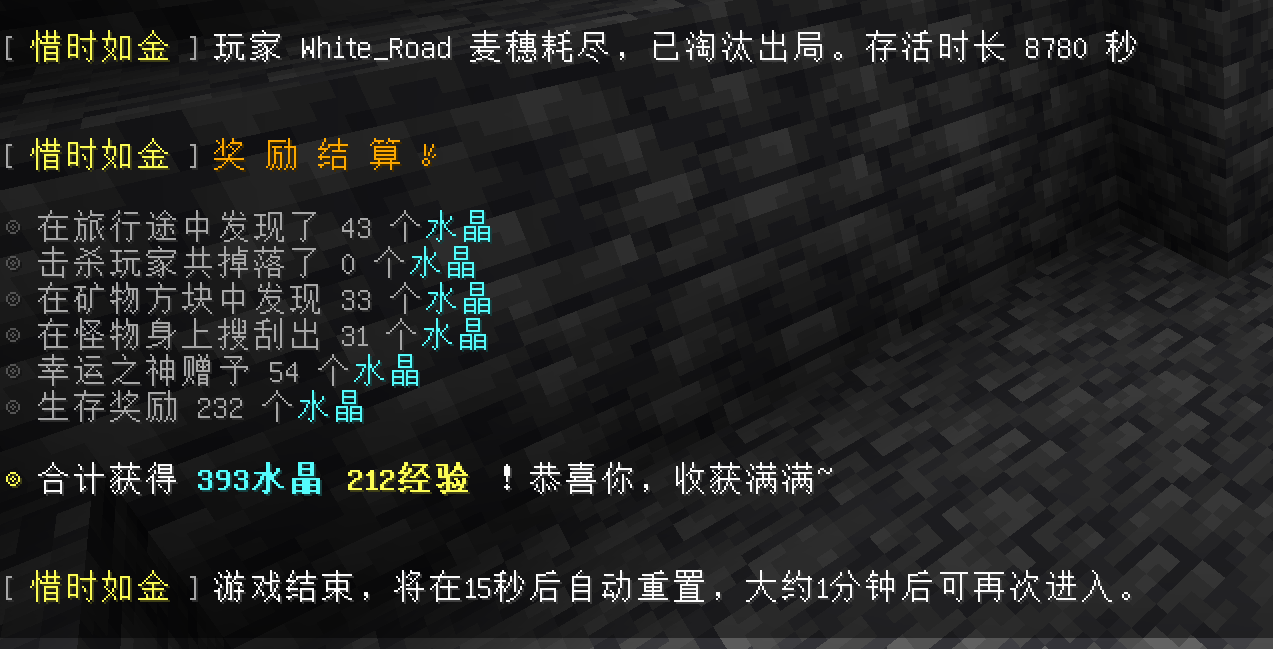 [ 惜时如金 ] 玩家 White_Road 麦穗耗尽，已淘汰出局。存活时长 8780 秒
[ 惜时如金 ] 奖 励 结 算
◎ 在旅行途中发现了 43 个水晶
◎ 击杀玩家共掉落了 0 个水晶
◎ 在矿物方块中发现 33 个水晶
◎ 在怪物身上搜刮出 31 个水晶
◎ 幸运之神赠予 54 个水晶
◎ 生存奖励 232 个水晶
◎ 合计获得 393水晶 212经验 ！恭喜你，收获满满~
[ 惜时如金 ] 游戏结束，将在15秒后自动重置，大约1分钟后可再次进入。